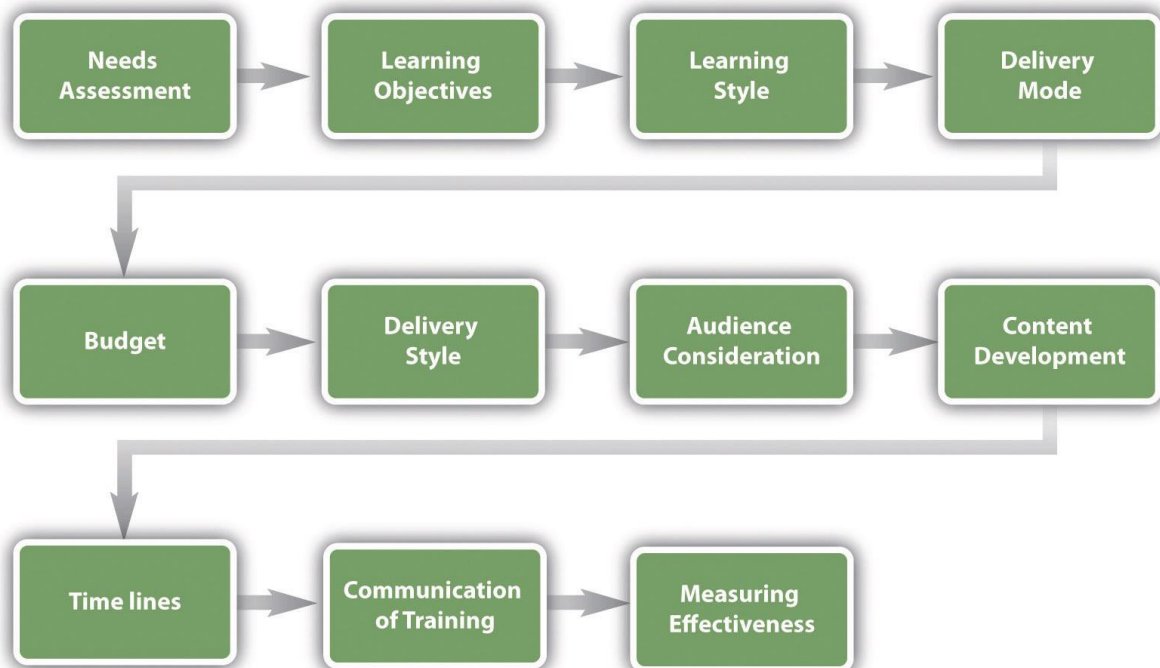 Needs
Assessment
Learning
Objectives
Learning
Style
Delivery
Mode
Budget
Delivery
Style
Audience
Consideration
Content
Development
Time lines
Communication
of Training
Measuring
Effectiveness